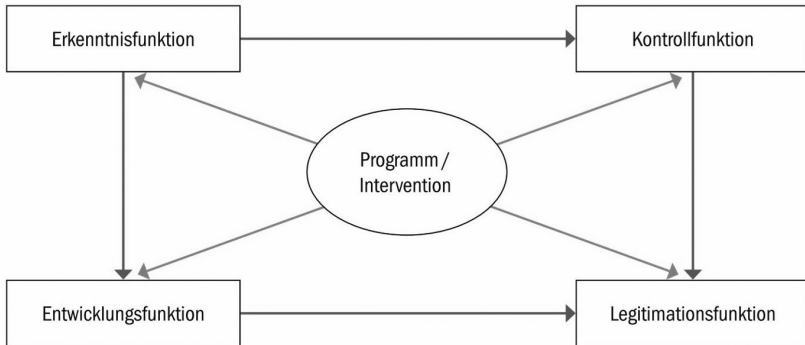 Erkenntnisfunktion
Kontrollfunktion
Programm /
Intervention
Entwicklungsfunktion
Legitimationsfunktion